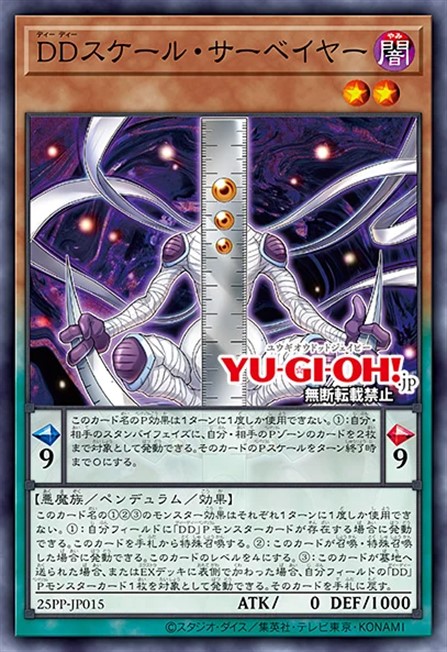 ディー ディー
DDスケール・サーベイヤー
やみ
闇
ユウギオウドットジェイピー
YU-GI-OH!.JP
無断転載禁止
このカード名のP効果は1ターンに1度しか使用できない。①:自分・
相手のスタンバイフェイズに、自分・相手のPゾーンのカードを2枚
まで対象として発動できる。そのカードのPスケールをターン終了時
まで0にする。
9
9
【悪魔族/ペンデュラム/効果】
このカード名の①②③のモンスター効果はそれぞれ1ターンに1度しか使用でき
ない。①:自分フィールドに「DD」Pモンスターカードが存在する場合に発動
できる。このカードを手札から特殊召喚する。②:このカードが召喚・特殊召喚
した場合に発動できる。このカードのレベルを4にする。③:このカードが墓地へ
送られた場合、またはEXデッキに表側で加わった場合、自分フィールドの「DD」
Pモンスターカード1枚を対象として発動できる。そのカードを手札に戻す。
25PP-JP015
ATK/ 0 DEF/1000
©スタジオ・ダイス/集英社・テレビ東京・KONAMI